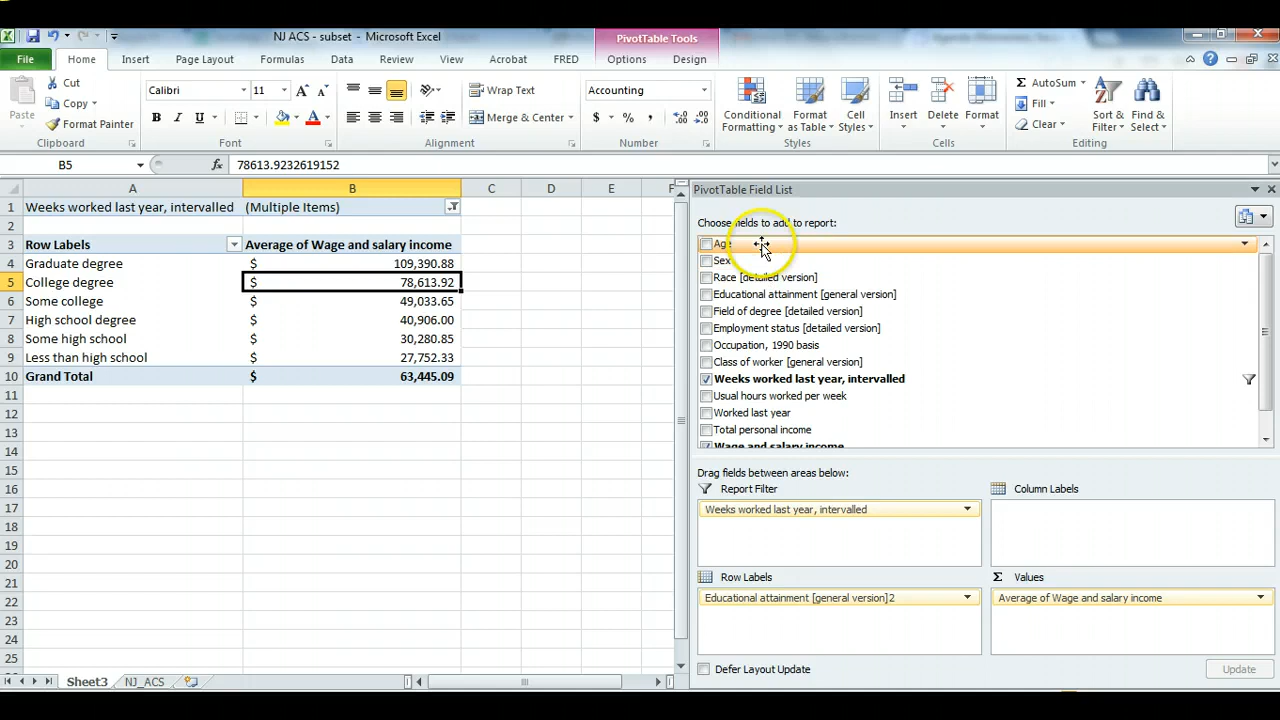 NJ ACS - subset - Microsoft Excel
PivotTable Tools
File Home Insert Page Layout Formulas Data Review View Acrobat FRED Options Design
Paste
Cut
Copy
Format Painter
Clipboard
Calibri 11
B I U
Font
Wrap Text
Merge & Center
Alignment
Accounting
$ % ,
Number
Conditional Formatting
Format as Table
Cell Styles
Styles
Insert Delete Format
Cells
Σ AutoSum
Fill
Clear
Sort & Filter
Find & Select
Editing
B5 fx 78613.9232619152
A B C D E F
1 Weeks worked last year, intervalled (Multiple Items)
2
3 Row Labels Average of Wage and salary income
4 Graduate degree $ 109,390.88
5 College degree $ 78,613.92
6 Some college $ 49,033.65
7 High school degree $ 40,906.00
8 Some high school $ 30,280.85
9 Less than high school $ 27,752.33
10 Grand Total $ 63,445.09
11
12
13
14
15
16
17
18
19
20
21
22
23
24
25
Sheet3 NJ_ACS
PivotTable Field List
Choose fields to add to report:
Age
Sex
Race [detailed version]
Educational attainment [general version]
Field of degree [detailed version]
Employment status [detailed version]
Occupation, 1990 basis
Class of worker [general version]
Weeks worked last year, intervalled
Usual hours worked per week
Worked last year
Total personal income
Wage and salary income
Drag fields between areas below:
Report Filter
Weeks worked last year, intervalled
Column Labels
Row Labels
Educational attainment [general version]2
Σ Values
Average of Wage and salary income
Defer Layout Update
Update